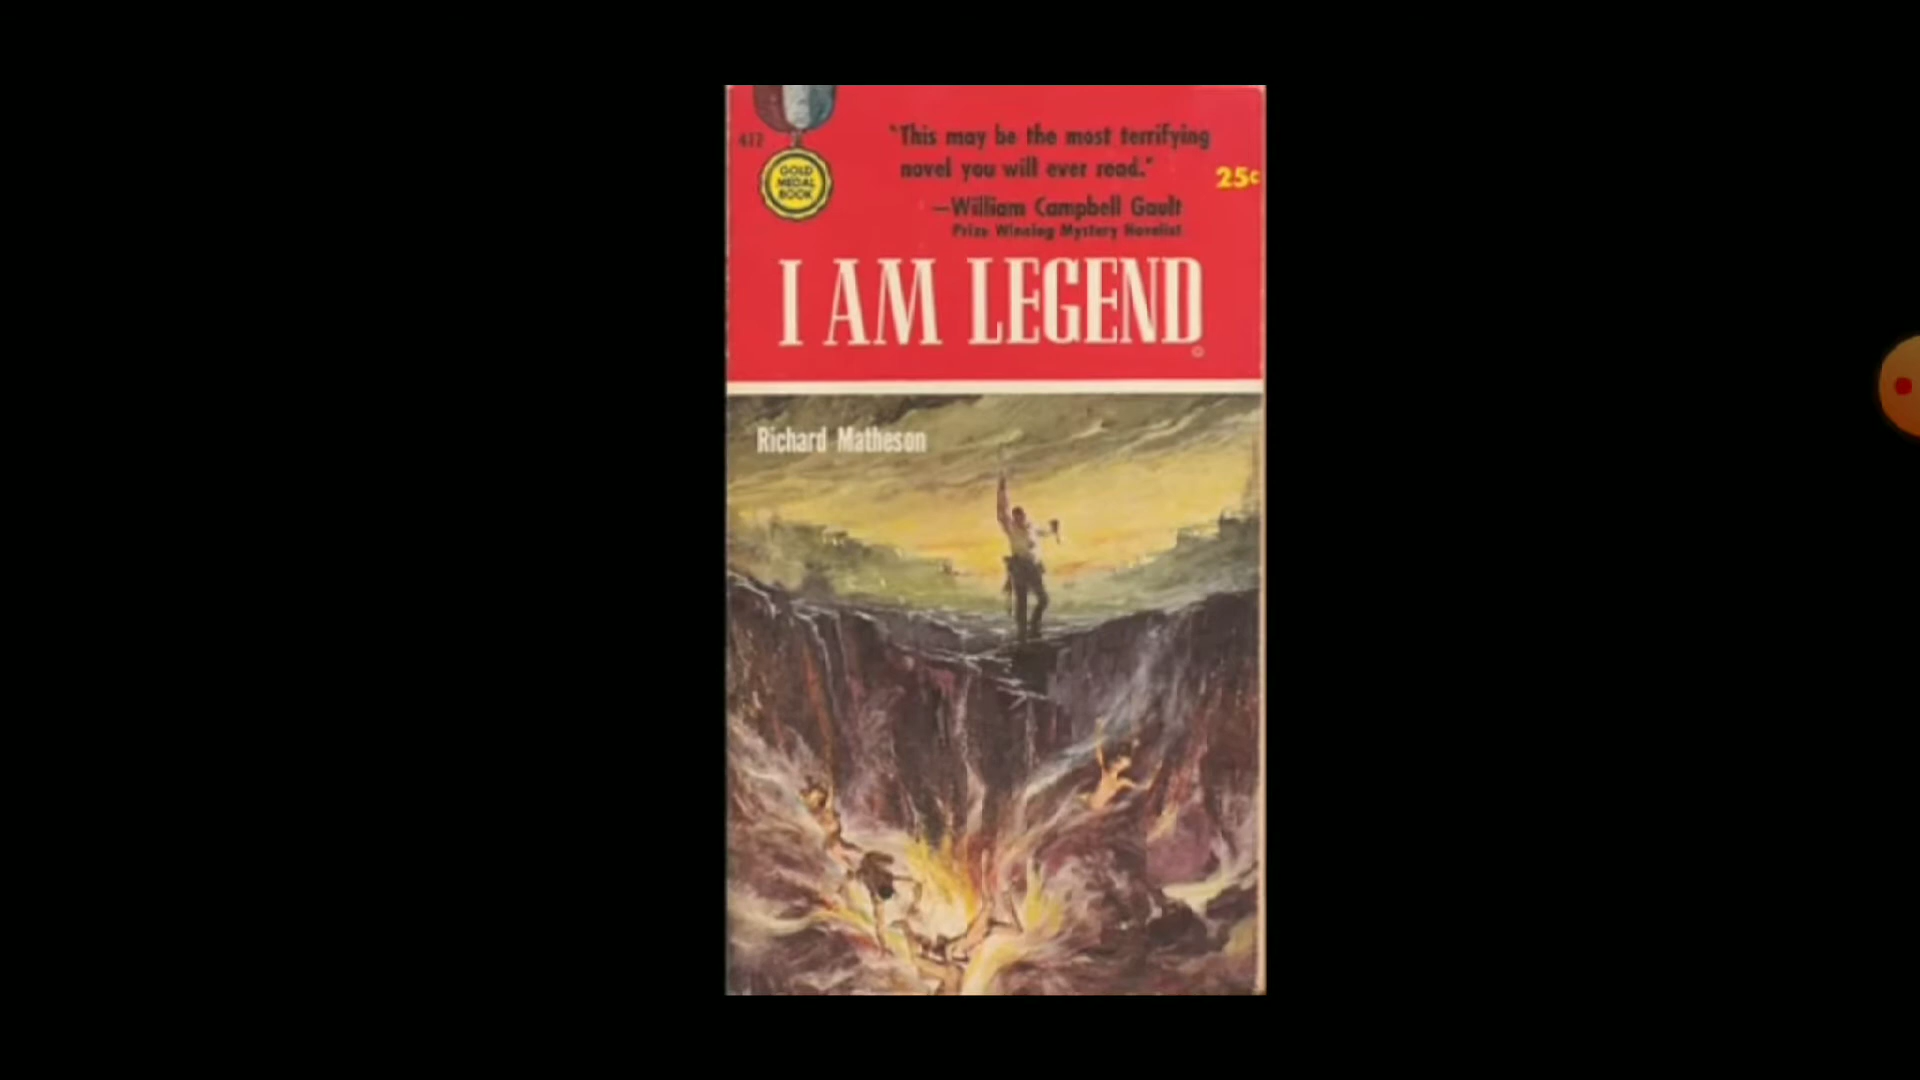 "This may be the most terrifying
novel you will ever read."
417
GOLD
MEDAL
BOOK
25¢
—William Campbell Gault
Prize Winning Mystery Novelist
I AM LEGEND
Richard Matheson